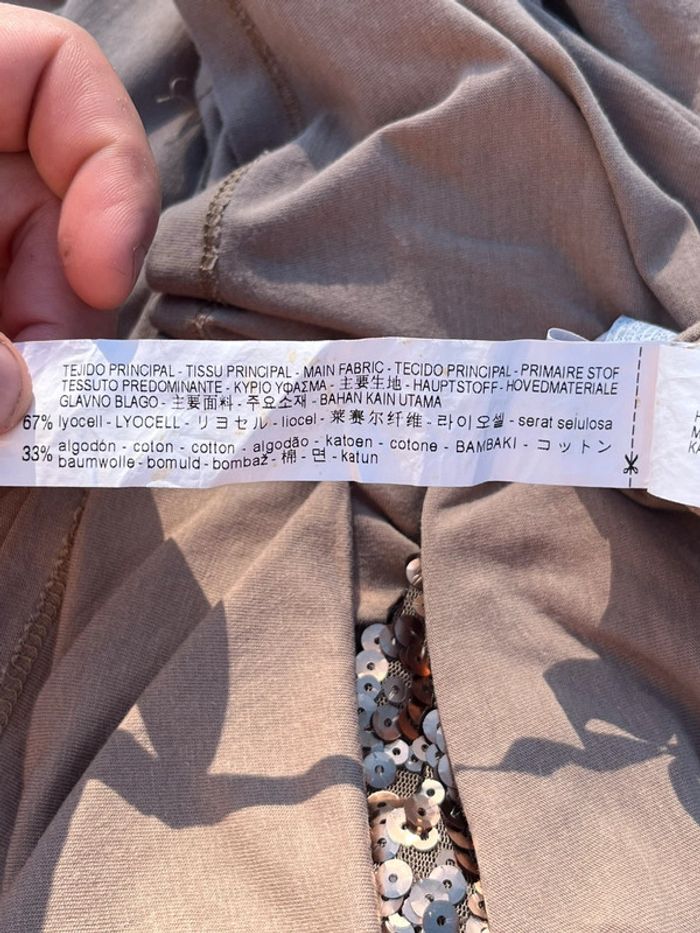 TEJIDO PRINCIPAL - TISSU PRINCIPAL - MAIN FABRIC - TECIDO PRINCIPAL - PRIMAIRE STOF
TESSUTO PREDOMINANTE - ΚΥΡΙΟ ΥΦΑΣΜΑ - 主要生地 - HAUPTSTOFF - HOVEDMATERIALE
GLAVNO BLAGO - 主要面料 - 주요소재 - BAHAN KAIN UTAMA
67% lyocell - LYOCELL - リヨセル - liocel - 莱赛尔纤维 - 라이오셀 - serat selulosa
33% algodón - coton - cotton - algodão - katoen - cotone - ΒΑΜΒΑΚΙ - コットン
baumwolle - bomuld - bombaž - 棉 - 면 - katun